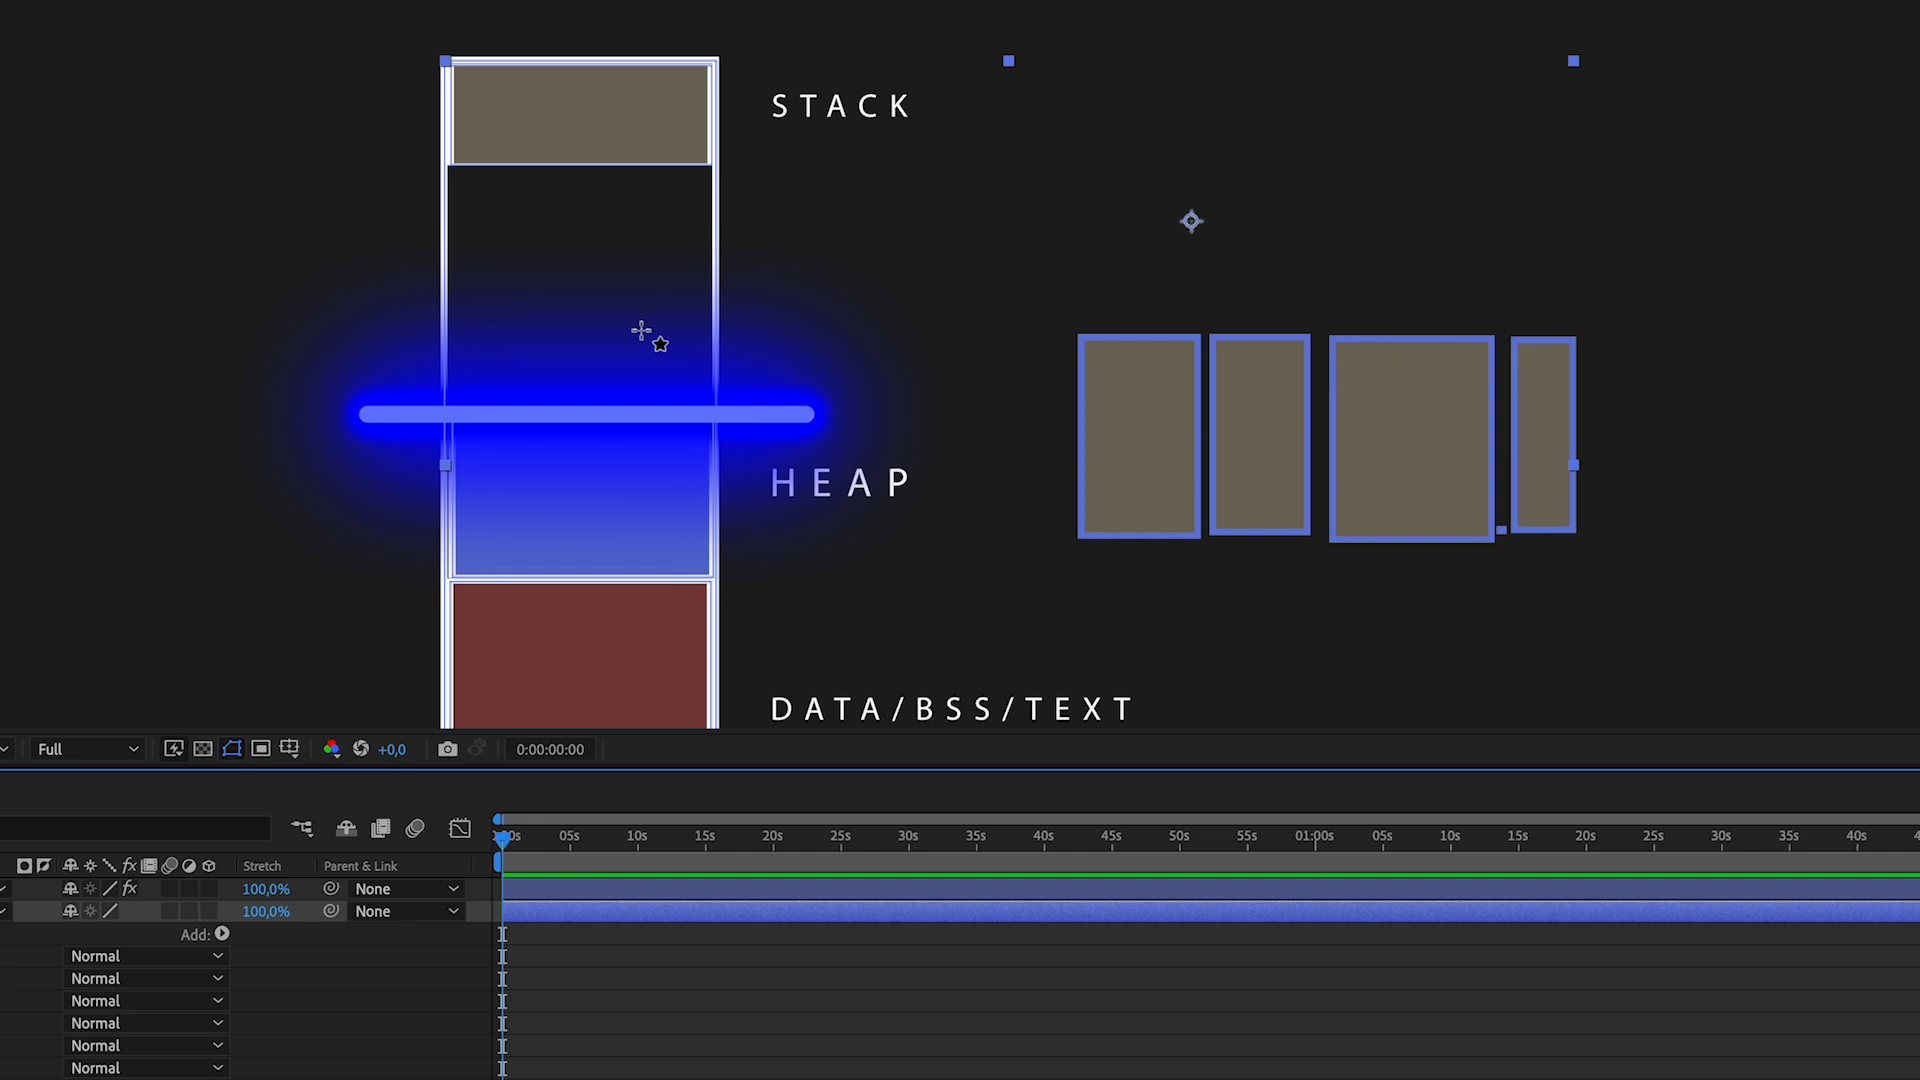 STACK
HEAP
DATA/BSS/TEXT
Full +0,0 0:00:00:00
05s 10s 15s 20s 25s 30s 35s 40s 45s 50s 55s 01:00s 05s 10s 15s 20s 25s 30s 35s 40s
fx Stretch Parent & Link
fx 100,0% None
100,0% None
Add:
Normal
Normal
Normal
Normal
Normal
Normal